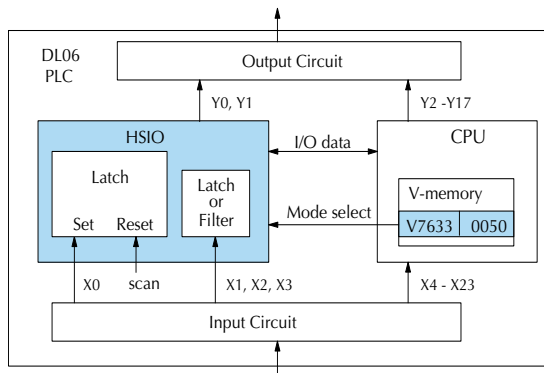 DL06
PLC
Output Circuit
Y0, Y1
Y2 -Y17
HSIO
I/O data
CPU
Latch
Latch
or
Filter
V-memory
Set
Reset
Mode select
V7633
0050
X0
scan
X1, X2, X3
X4 - X23
Input Circuit